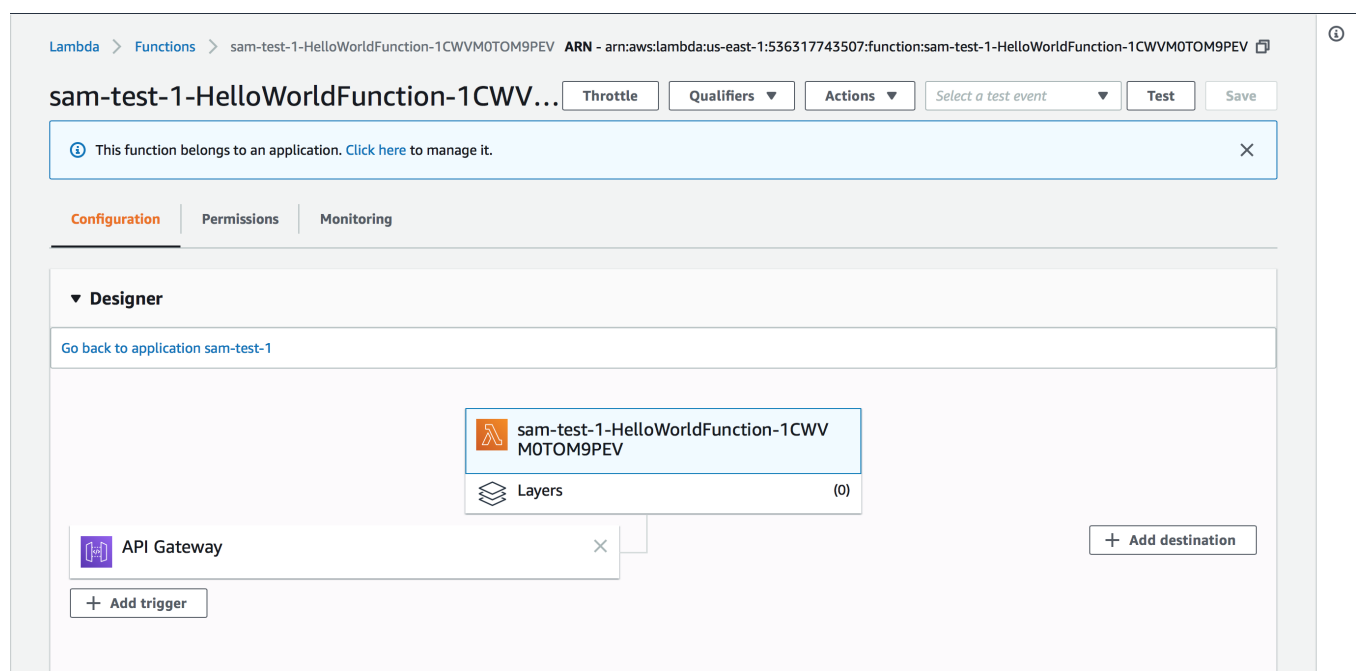 Lambda > Functions > sam-test-1-HelloWorldFunction-1CWVM0TOM9PEV ARN - arn:aws:lambda:us-east-1:536317743507:function:sam-test-1-HelloWorldFunction-1CWVM0TOM9PEV
sam-test-1-HelloWorldFunction-1CWV... Throttle Qualifiers Actions Select a test event Test Save
This function belongs to an application. Click here to manage it.
Configuration Permissions Monitoring
Designer
Go back to application sam-test-1
sam-test-1-HelloWorldFunction-1CWV
M0TOM9PEV
Layers (0)
API Gateway
+ Add destination
+ Add trigger